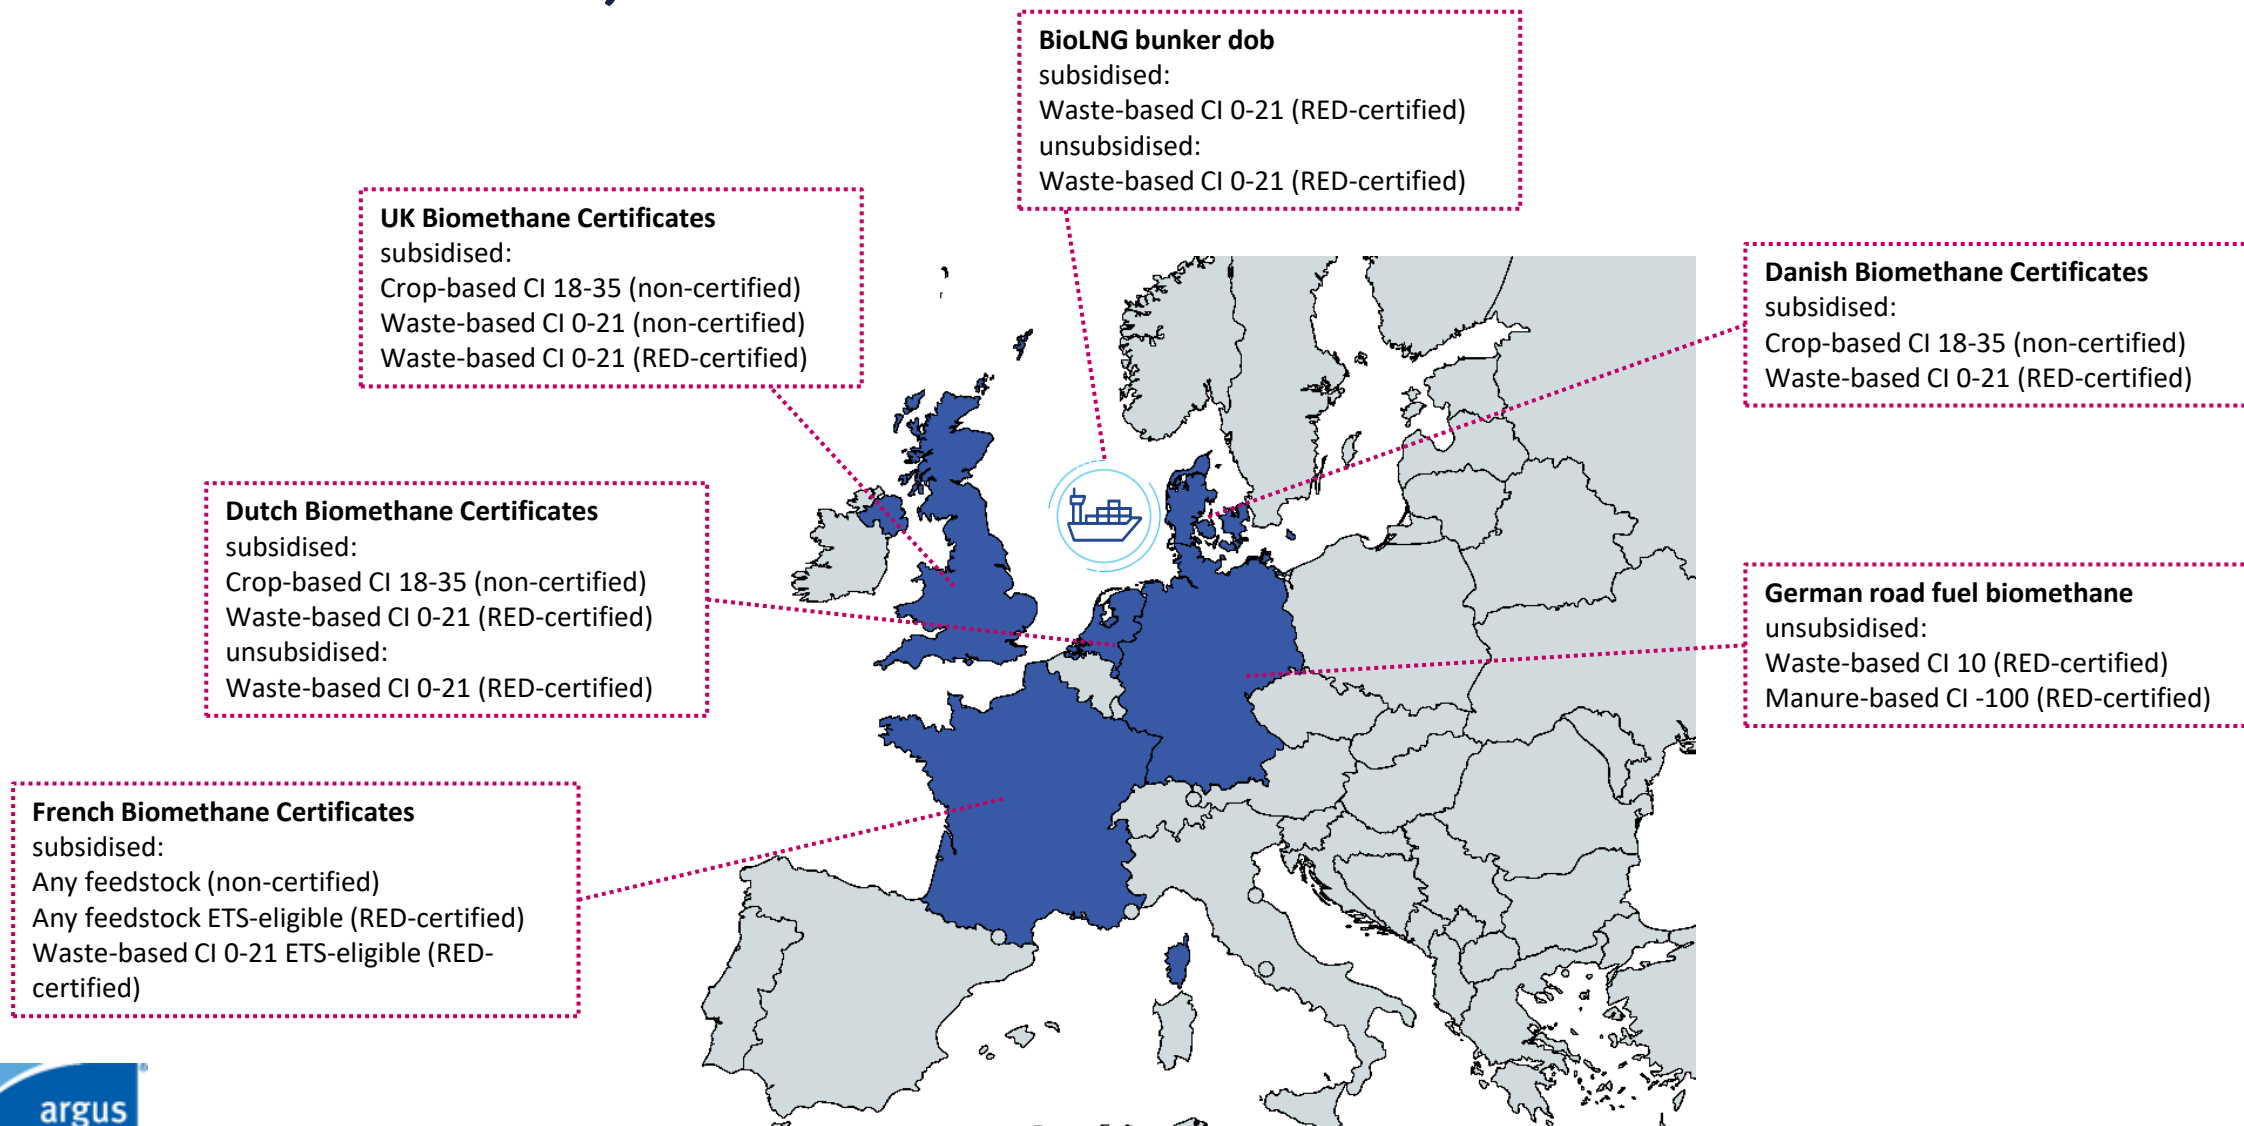 BioLNG bunker dob
subsidised:
Waste-based CI 0-21 (RED-certified)
unsubsidised:
Waste-based CI 0-21 (RED-certified)
UK Biomethane Certificates
subsidised:
Crop-based CI 18-35 (non-certified)
Waste-based CI 0-21 (non-certified)
Waste-based CI 0-21 (RED-certified)
Danish Biomethane Certificates
subsidised:
Crop-based CI 18-35 (non-certified)
Waste-based CI 0-21 (RED-certified)
Dutch Biomethane Certificates
subsidised:
Crop-based CI 18-35 (non-certified)
Waste-based CI 0-21 (RED-certified)
unsubsidised:
Waste-based CI 0-21 (RED-certified)
German road fuel biomethane
unsubsidised:
Waste-based CI 10 (RED-certified)
Manure-based CI -100 (RED-certified)
French Biomethane Certificates
subsidised:
Any feedstock (non-certified)
Any feedstock ETS-eligible (RED-certified)
Waste-based CI 0-21 ETS-eligible (RED-
certified)
argus